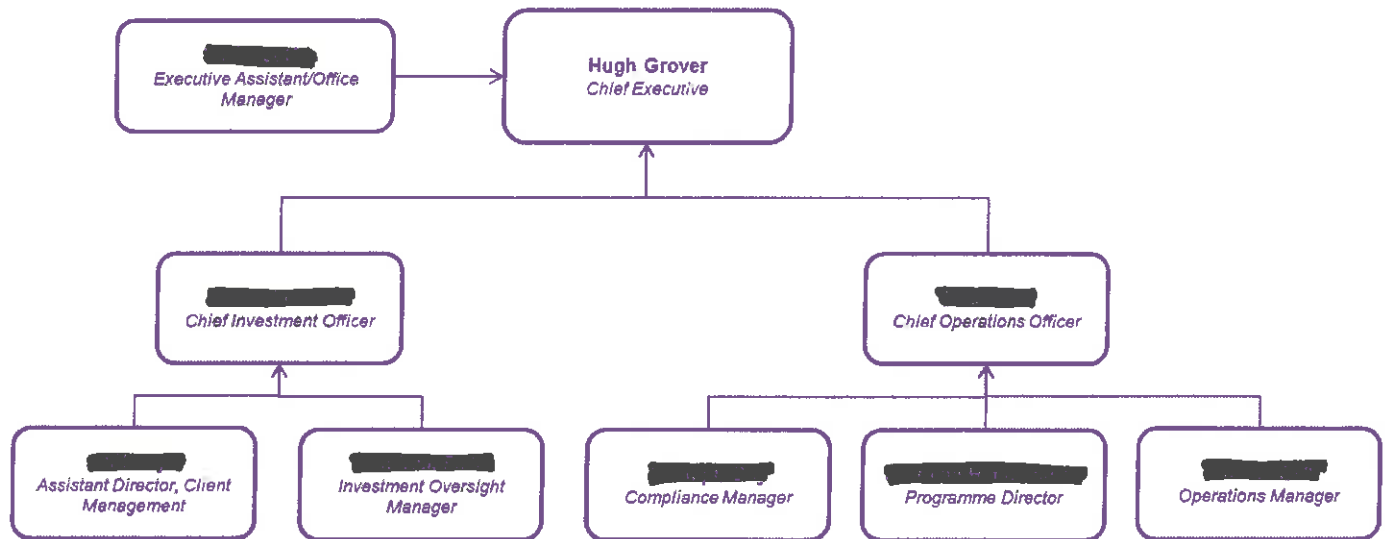 Executive Assistant/Office
Manager
Hugh Grover
Chief Executive
Chief Investment Officer
Chief Operations Officer
Assistant Director, Client
Management
Investment Oversight
Manager
Compliance Manager
Programme Director
Operations Manager